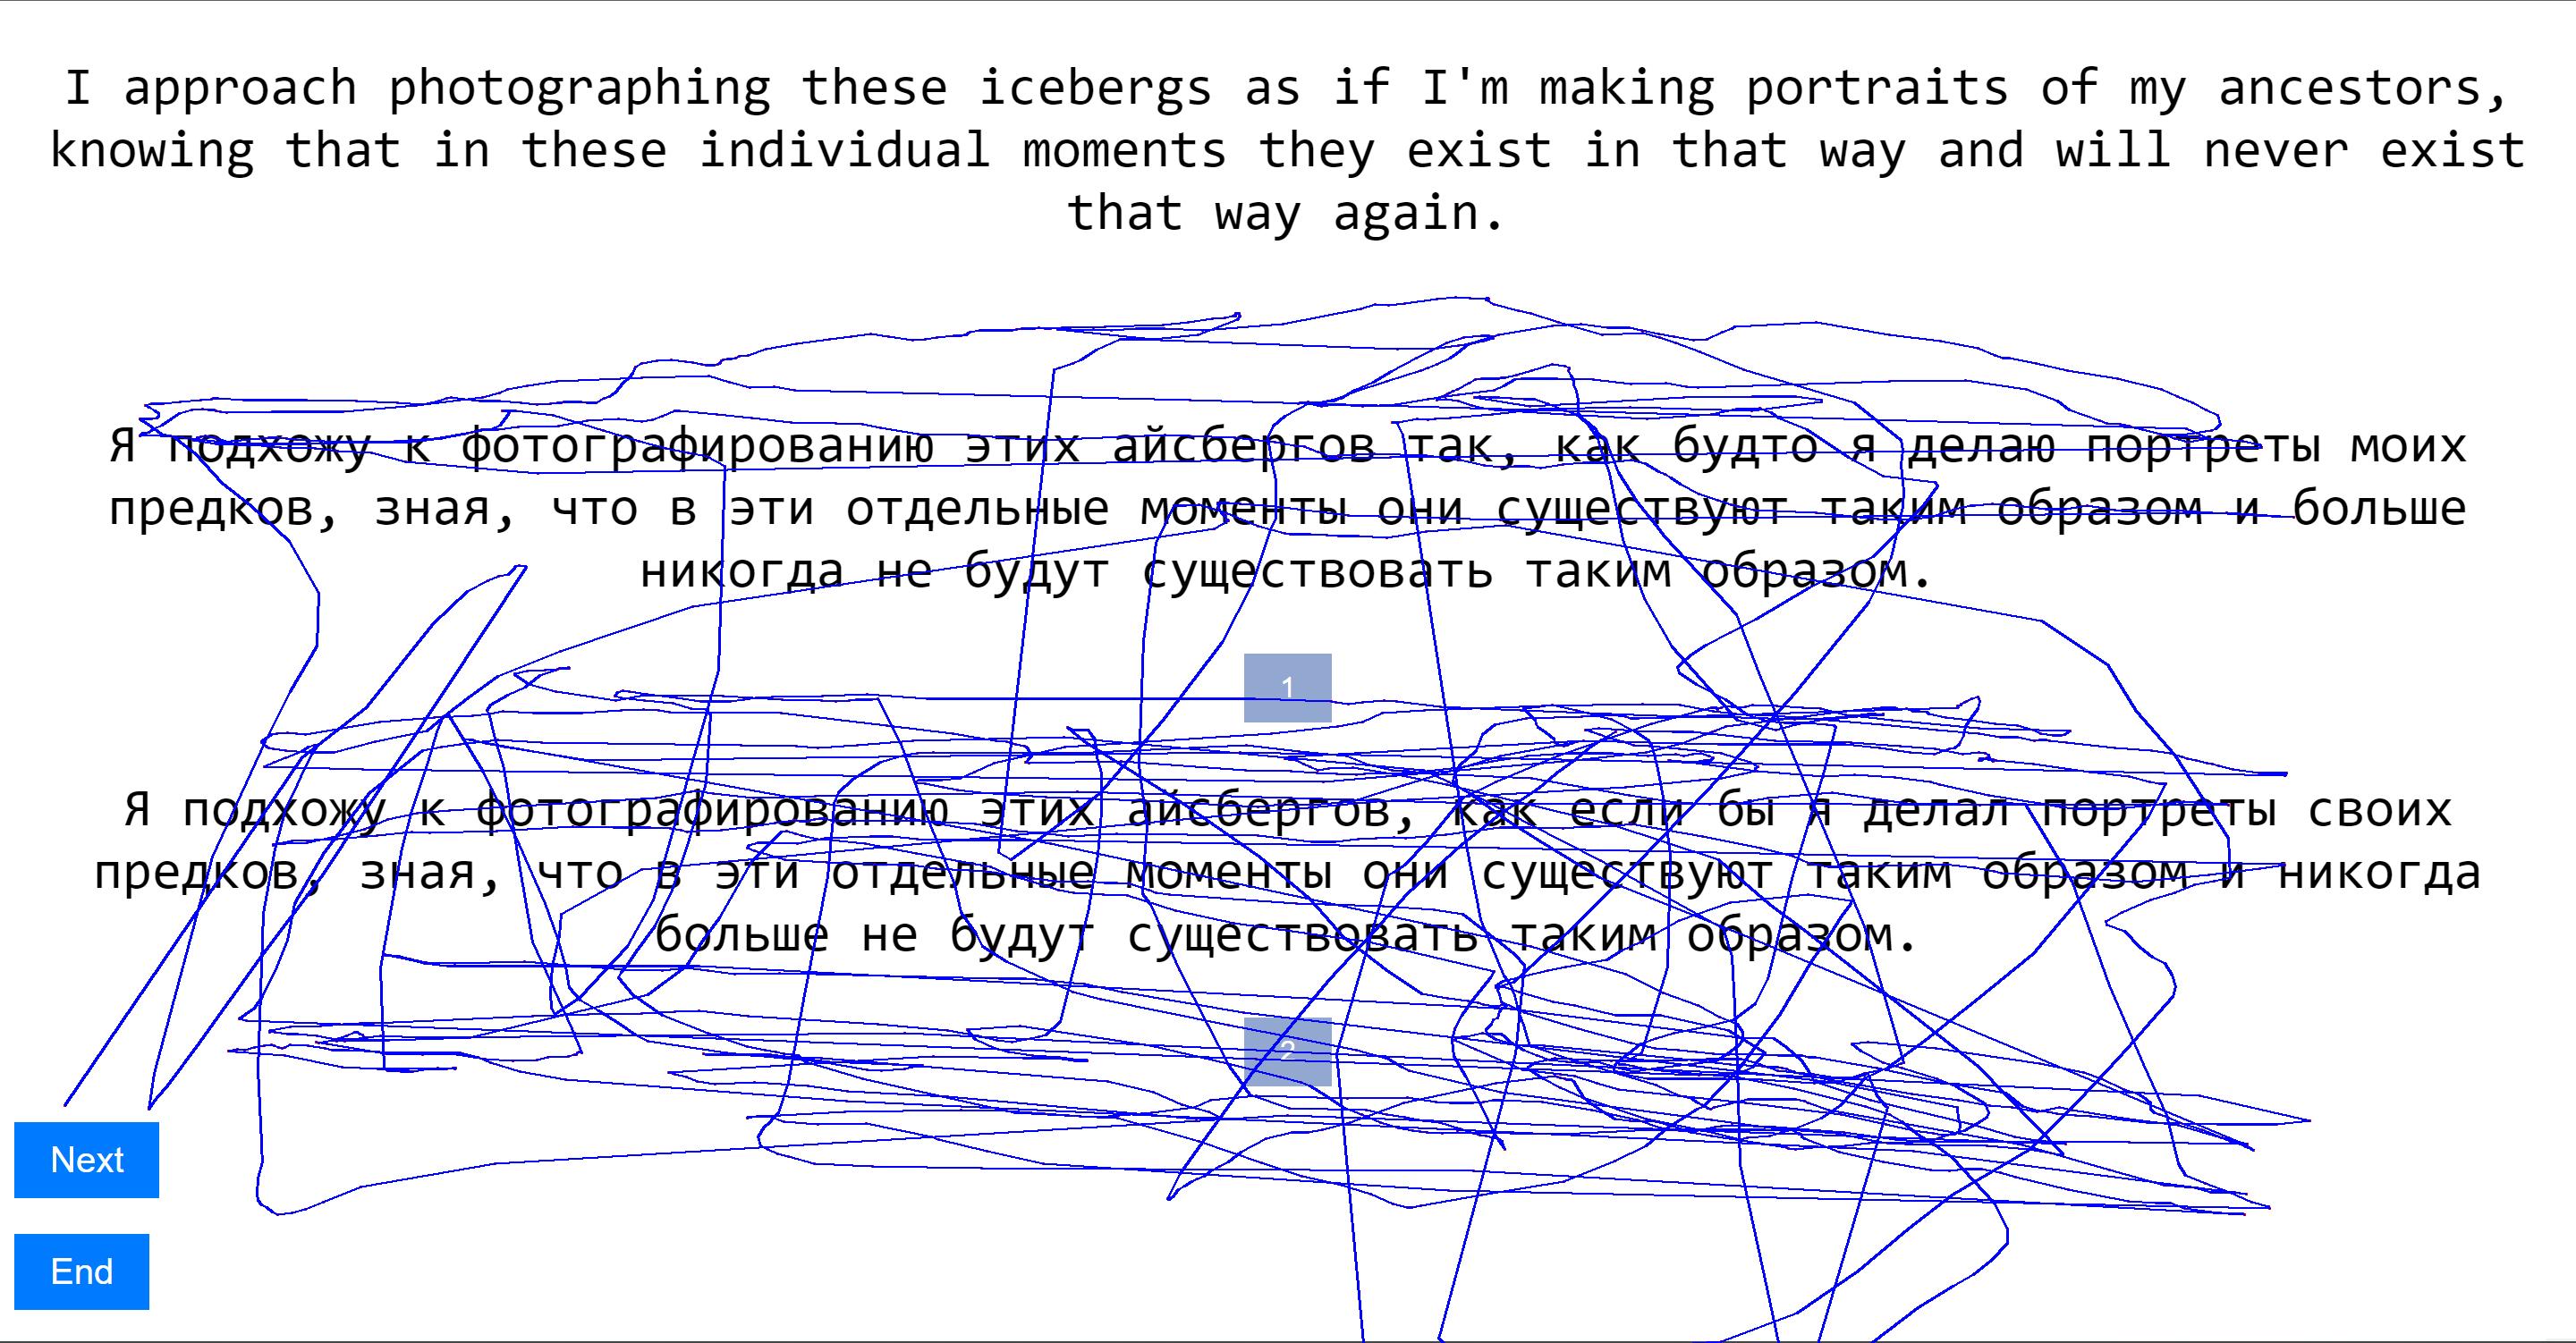 I approach photographing these icebergs as if I'm making portraits of my ancestors,
knowing that in these individual moments they exist in that way and will never exist
that way again.
Я подхожу к фотографированию этих айсбергов так, как будто я делаю портреты моих
предков, зная, что в эти отдельные моменты они существуют таким образом и больше
никогда не будут существовать таким образом.
1
Я подхожу к фотографированию этих айсбергов, как если бы я делал портреты своих
предков, зная, что в эти отдельные моменты они существуют таким образом и никогда
больше не будут существовать таким образом.
2
Next
End